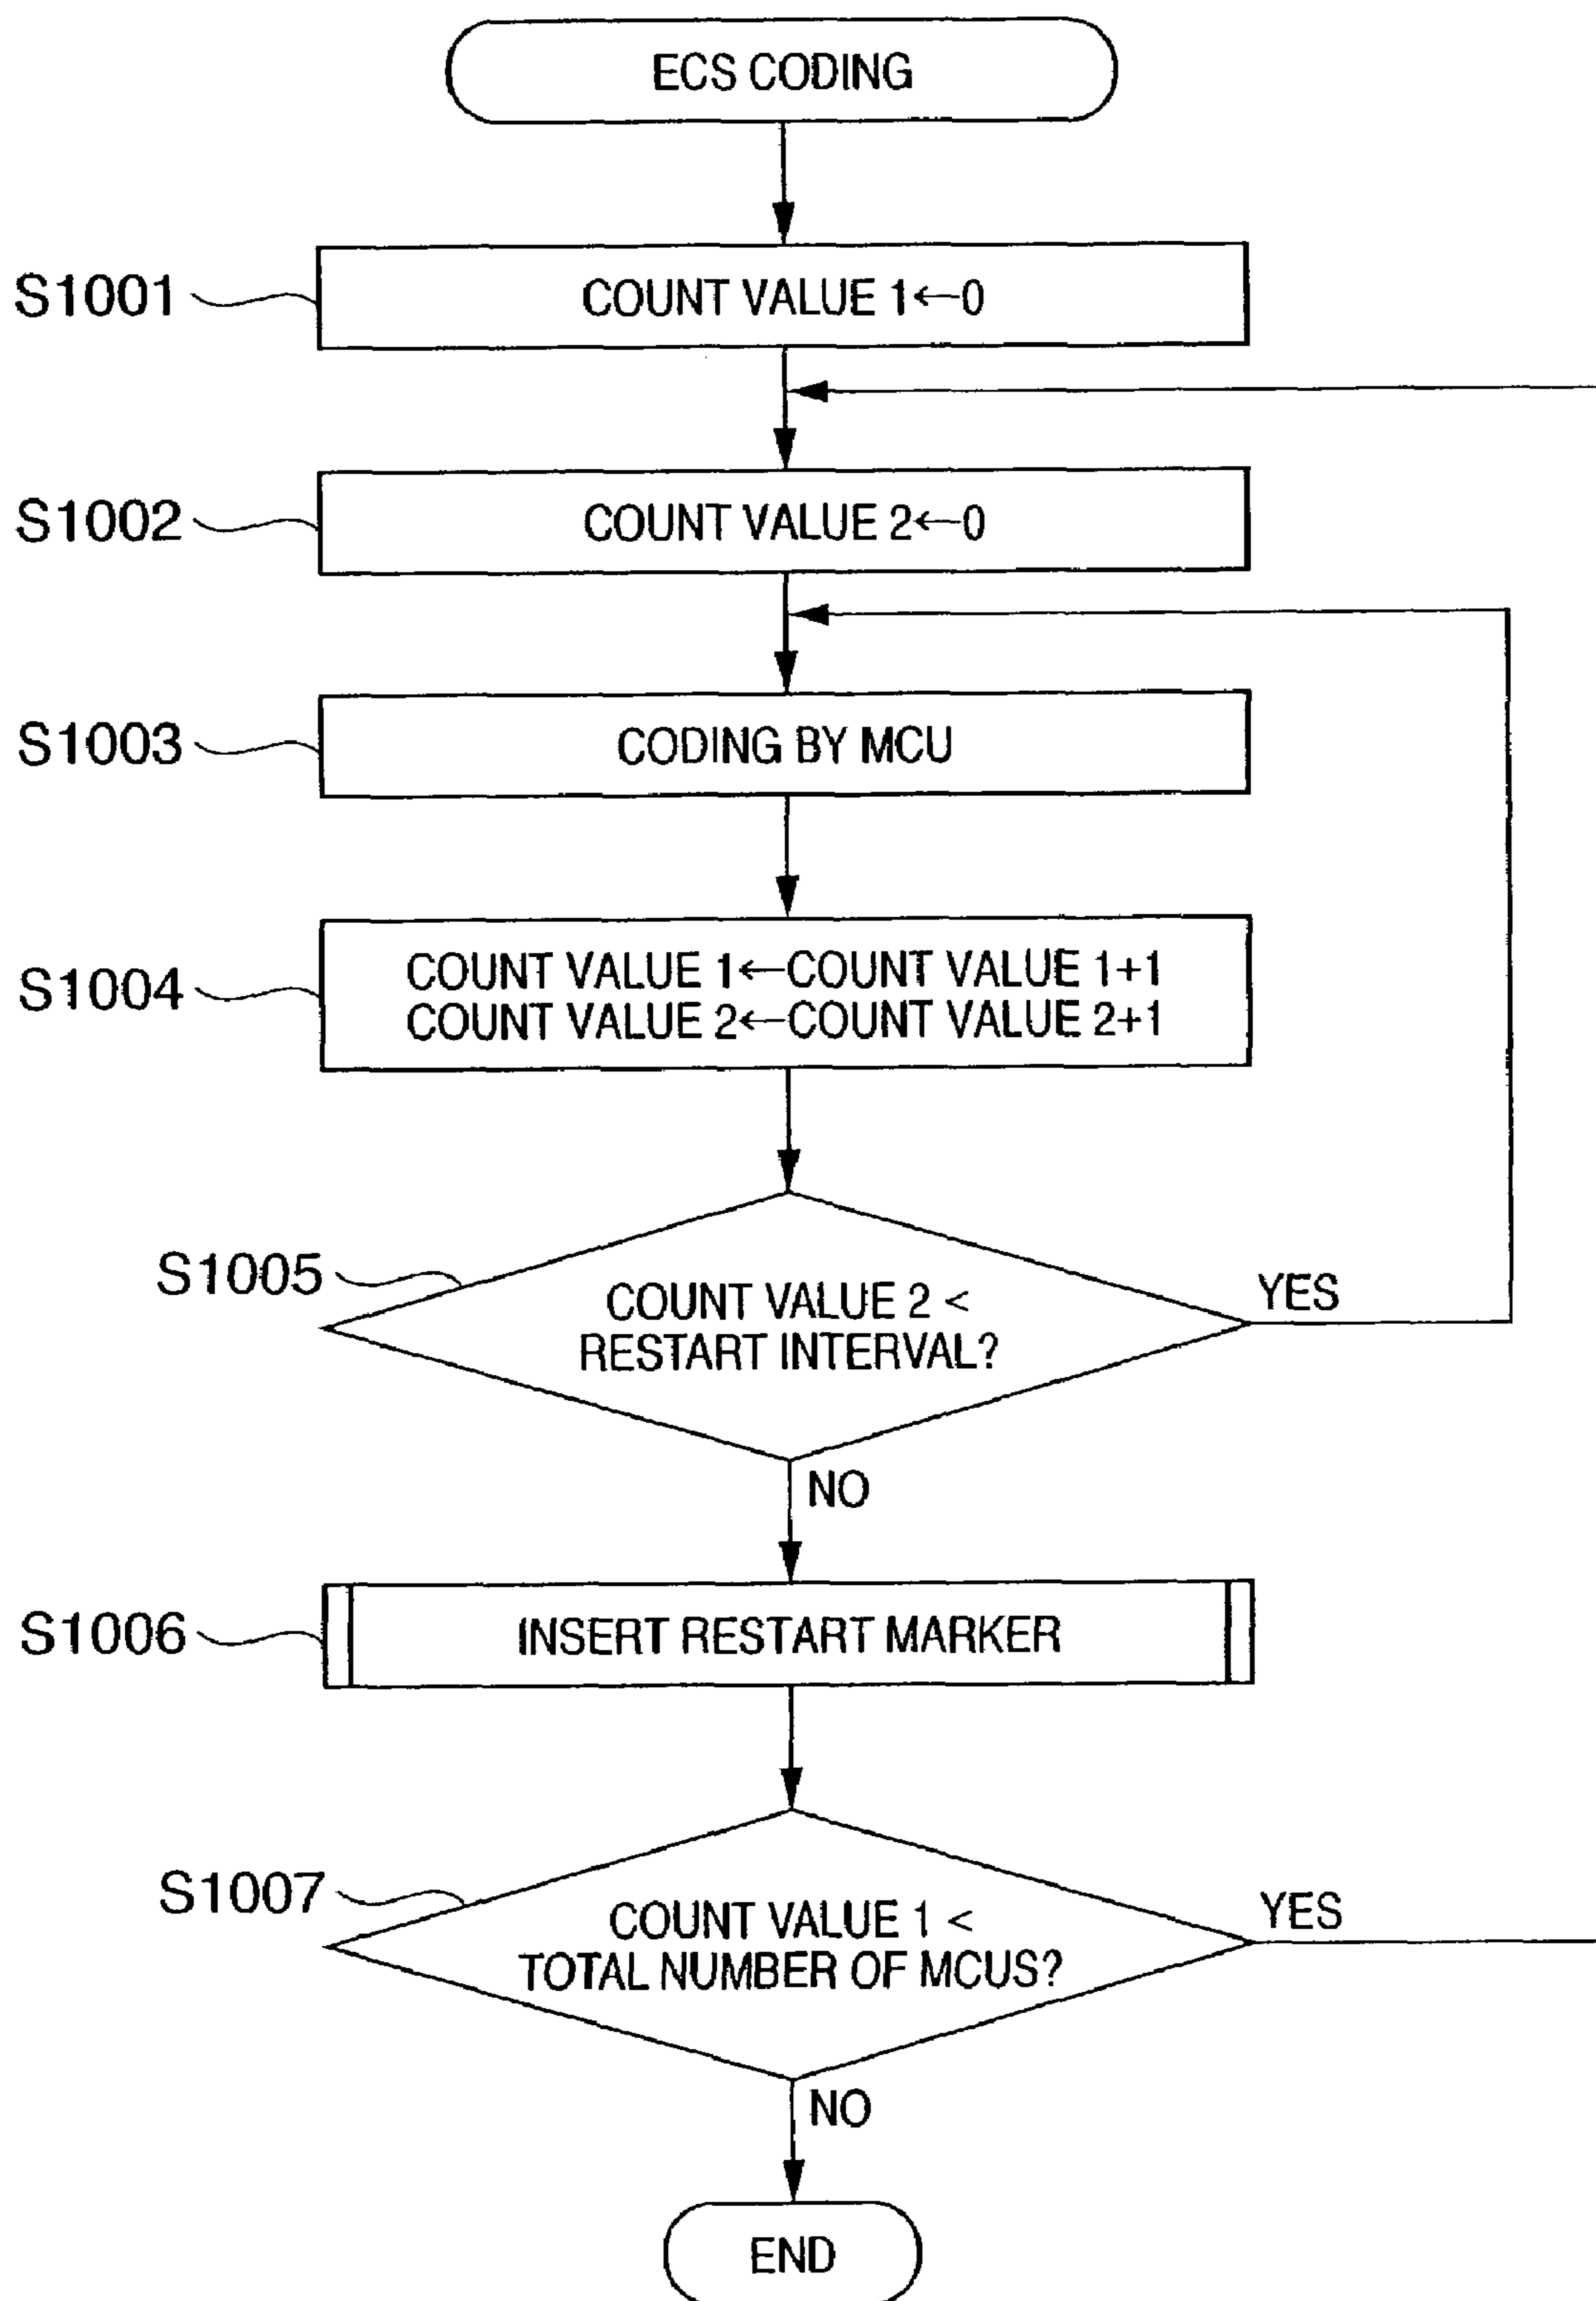 ECS CODING
S1001
COUNT VALUE 1←0
S1002
COUNT VALUE 2←0
S1003
CODING BY MCU
S1004
COUNT VALUE 1←COUNT VALUE 1+1
COUNT VALUE 2←COUNT VALUE 2+1
S1005
COUNT VALUE 2 <
RESTART INTERVAL?
YES
NO
S1006
INSERT RESTART MARKER
S1007
COUNT VALUE 1 <
TOTAL NUMBER OF MCUS?
YES
NO
END